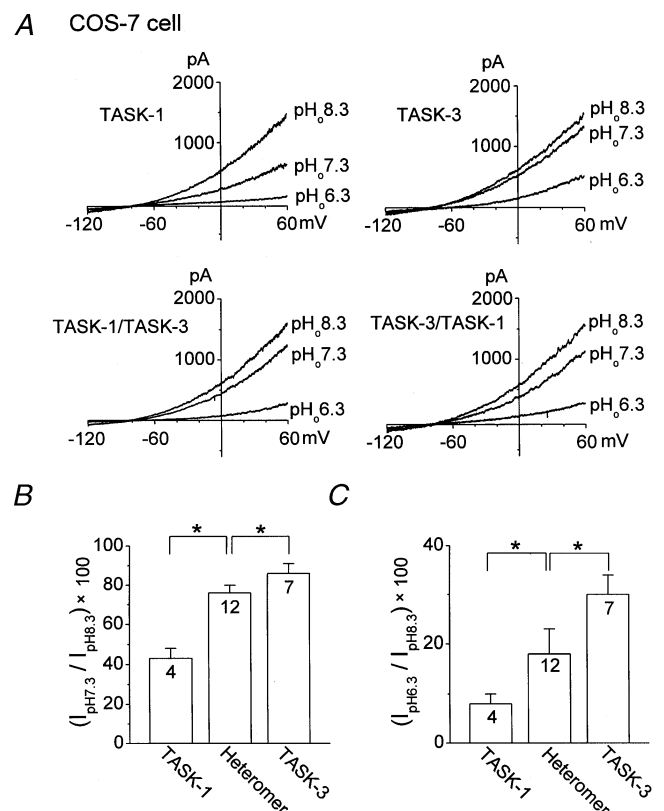 A COS-7 cell
pA
2000
TASK-1
pHo8.3
1000
pHo7.3
pHo6.3
-120
-60
60 mV
pA
2000
TASK-3
pHo8.3
pHo7.3
1000
pHo6.3
-120
-60
60 mV
pA
2000
TASK-1/TASK-3
pHo8.3
pHo7.3
1000
pHo6.3
-120
-60
60 mV
pA
2000
TASK-3/TASK-1
pHo8.3
pHo7.3
1000
pHo6.3
-120
-60
60 mV
B
* *
(IpH7.3 / IpH8.3) × 100
100
80
60
40
20
0
4
12
7
TASK-1
Heteromer
TASK-3
C
* *
(IpH6.3 / IpH8.3) × 100
40
20
0
4
12
7
TASK-1
Heteromer
TASK-3